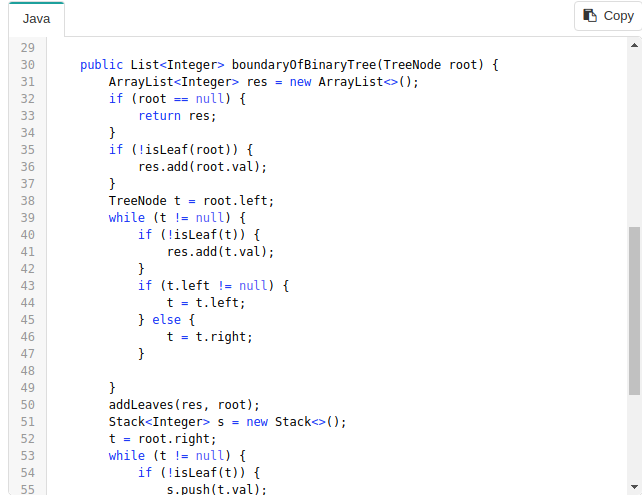 Java
Copy
29
30 public List<Integer> boundaryOfBinaryTree(TreeNode root) {
31 ArrayList<Integer> res = new ArrayList<>();
32 if (root == null) {
33 return res;
34 }
35 if (!isLeaf(root)) {
36 res.add(root.val);
37 }
38 TreeNode t = root.left;
39 while (t != null) {
40 if (!isLeaf(t)) {
41 res.add(t.val);
42 }
43 if (t.left != null) {
44 t = t.left;
45 } else {
46 t = t.right;
47 }
48
49 }
50 addLeaves(res, root);
51 Stack<Integer> s = new Stack<>();
52 t = root.right;
53 while (t != null) {
54 if (!isLeaf(t)) {
55 s.push(t.val);